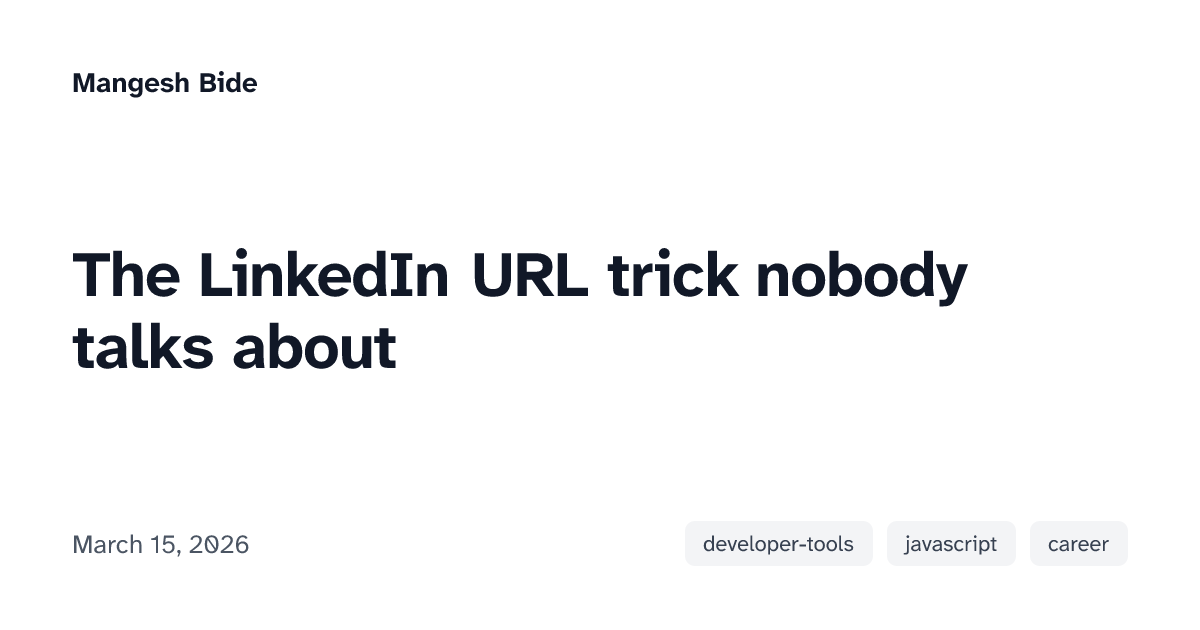 Mangesh Bide
The LinkedIn URL trick nobody
talks about
March 15, 2026
developer-tools
javascript
career